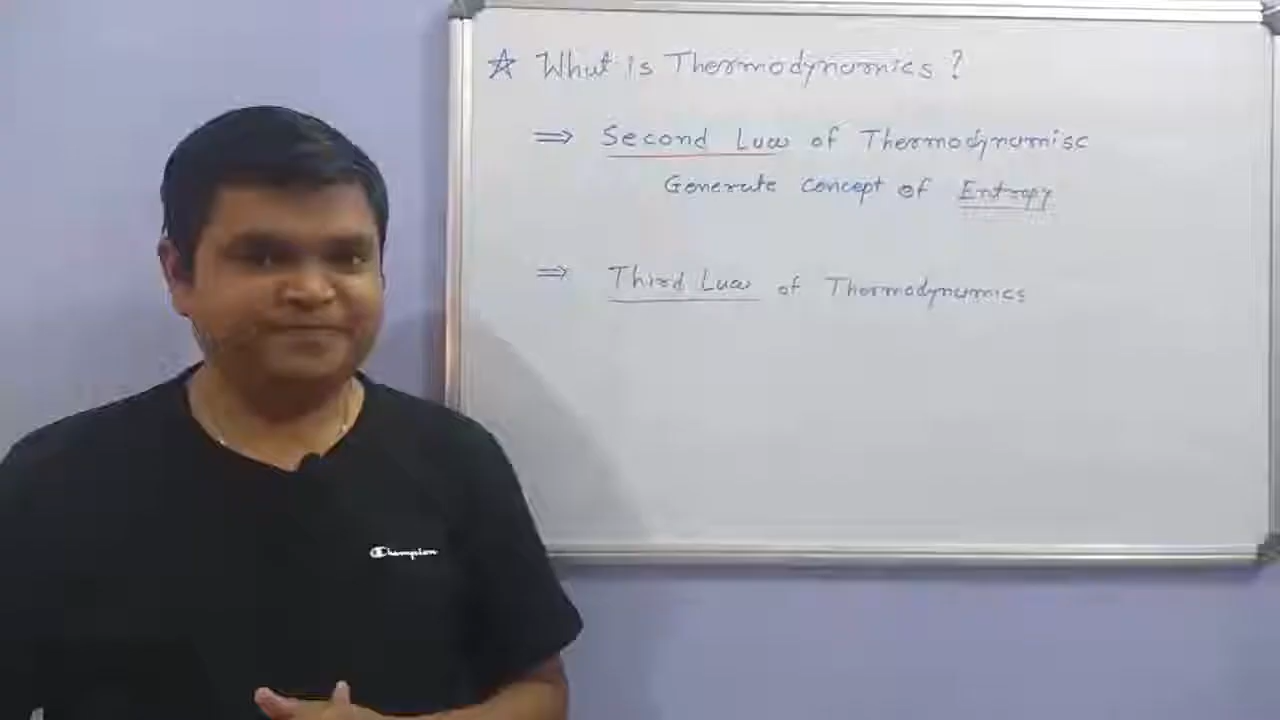 ☆ What is Thermodynamics ?
⇒ Second Law of Thermodynamisc
Generate concept of Entropy
⇒ Third Law of Thermodynamics
Champion